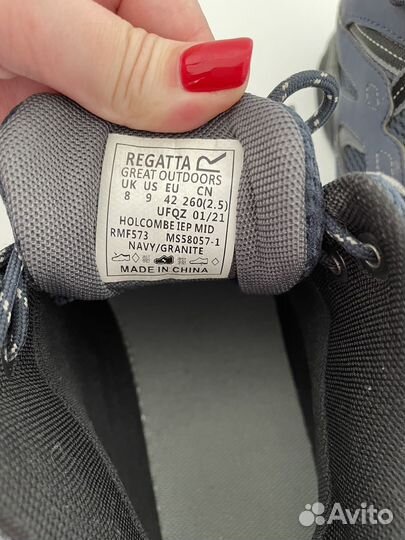 REGATTA
GREAT OUTDOORS
UK US EU CN
8 9 42 260(2.5)
UFQZ 01/21
HOLCOMBE IEP MID
RMF573 MS58057-1
NAVY/GRANITE
MADE IN CHINA
Avito